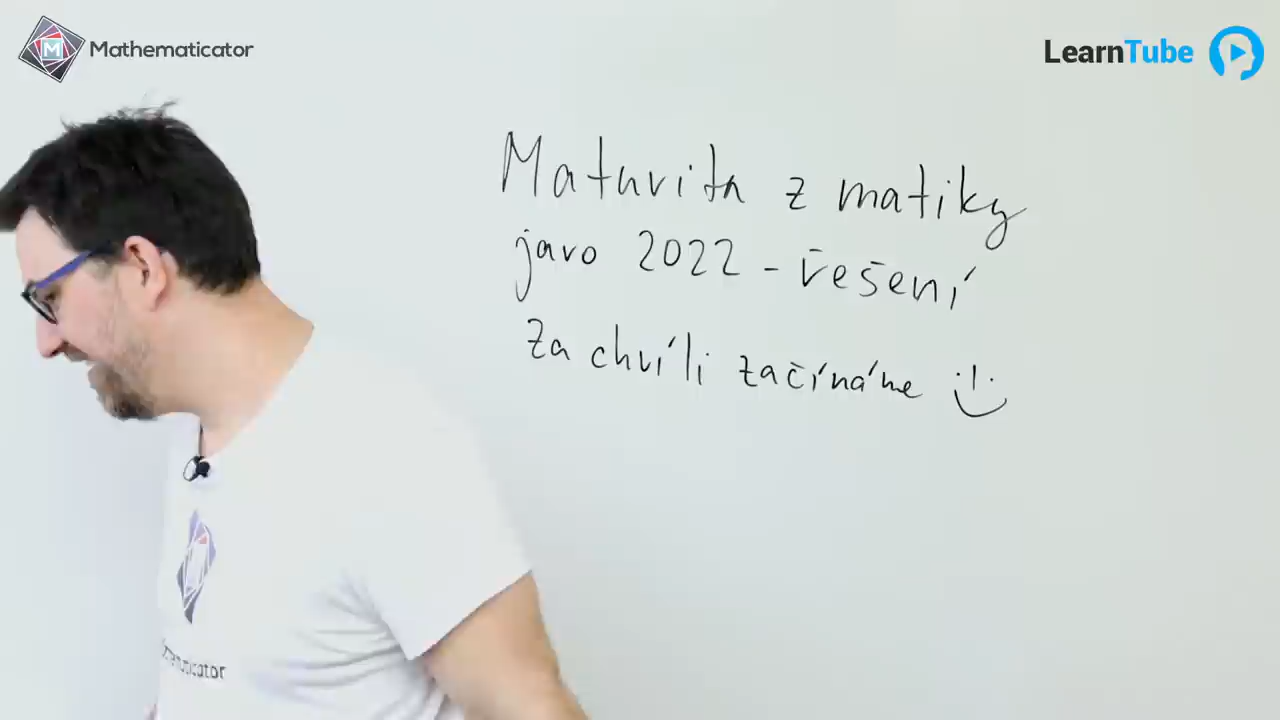 Mathematicator
LearnTube
Maturita z matiky
jaro 2022 - řešení
Za chvíli začínáme :)